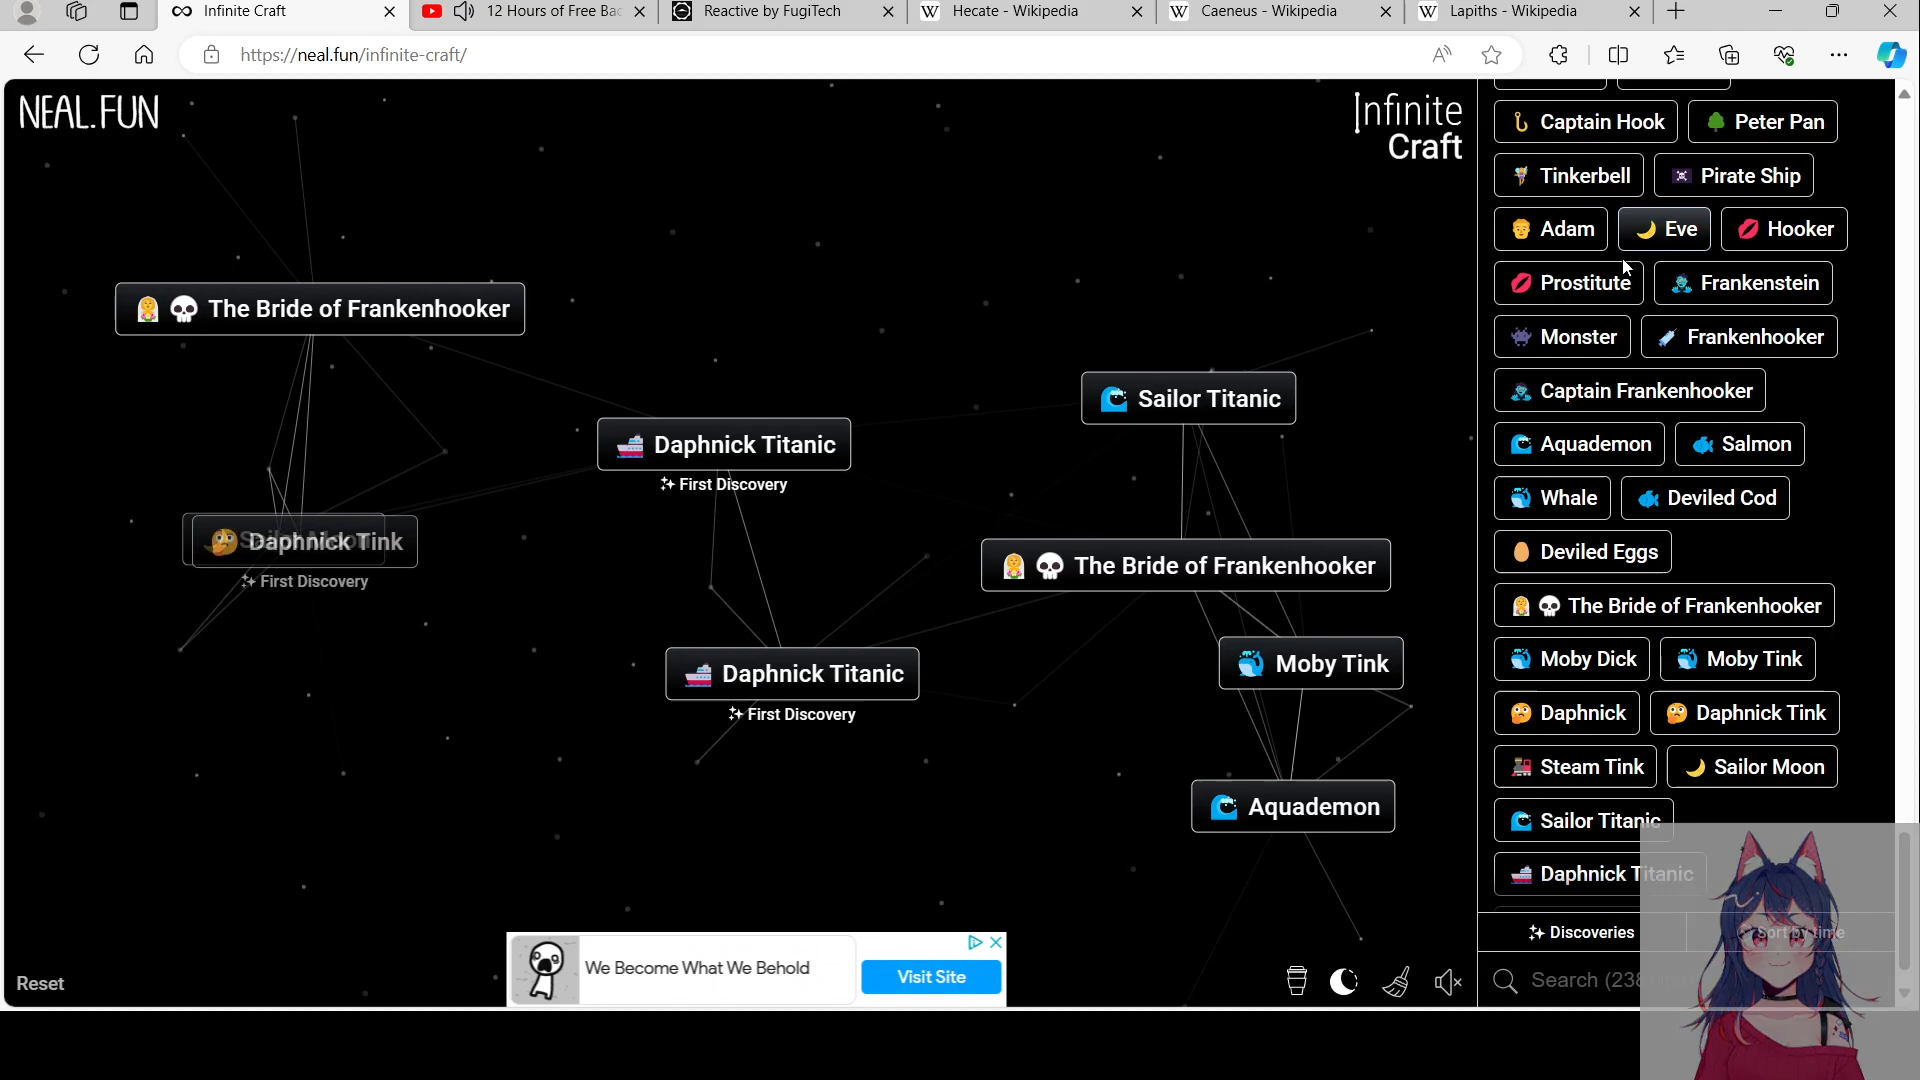 Infinite Craft
12 Hours of Free Ba
Reactive by FugiTech
Hecate - Wikipedia
Caeneus - Wikipedia
Lapiths - Wikipedia
https://neal.fun/infinite-craft/
NEAL.FUN
Infinite
Craft
The Bride of Frankenhooker
Sailor Titanic
Daphnick Titanic
First Discovery
Daphnick Tink
First Discovery
The Bride of Frankenhooker
Daphnick Titanic
First Discovery
Moby Tink
Aquademon
Captain Hook
Peter Pan
Tinkerbell
Pirate Ship
Adam
Eve
Hooker
Prostitute
Frankenstein
Monster
Frankenhooker
Captain Frankenhooker
Aquademon
Salmon
Whale
Deviled Cod
Deviled Eggs
The Bride of Frankenhooker
Moby Dick
Moby Tink
Daphnick
Daphnick Tink
Steam Tink
Sailor Moon
Sailor Titanic
Daphnick Titanic
Discoveries
Sort by time
Search (238
We Become What We Behold
Visit Site
Reset